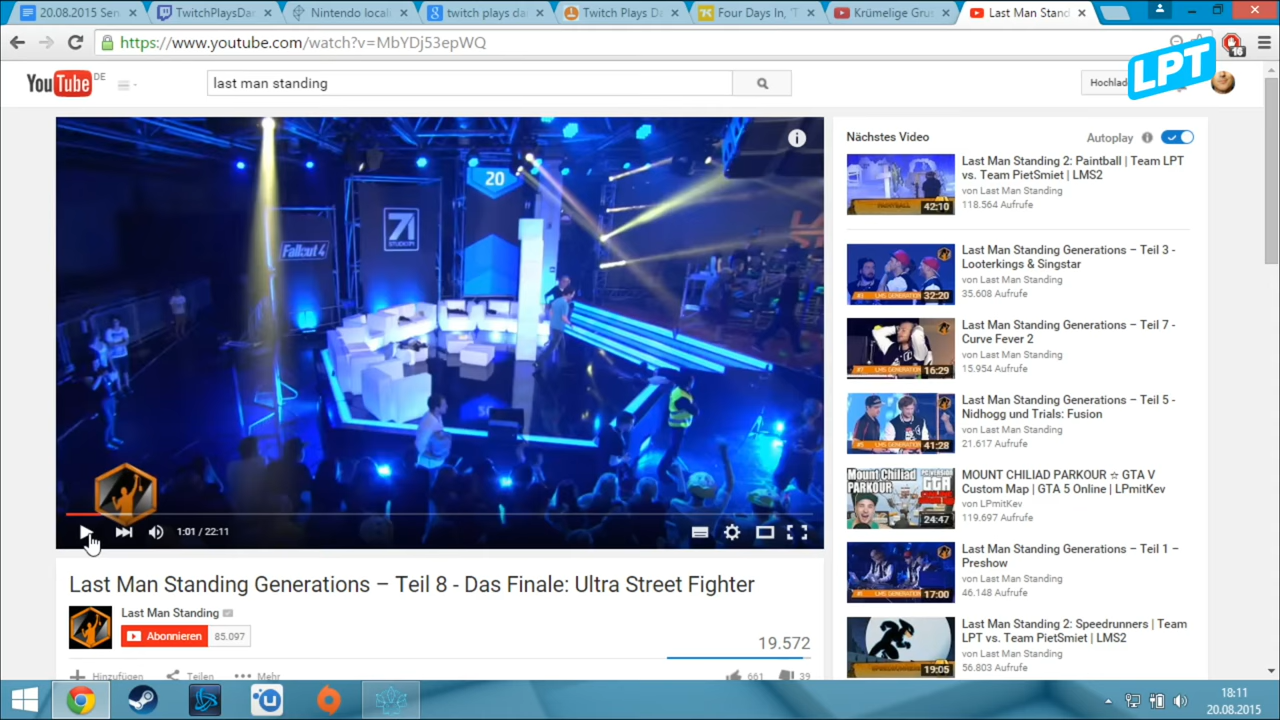 20.08.2015 Sen
TwitchPlaysDar
Nintendo locali
twitch plays da
Twitch Plays Da
Four Days In, 'T
Krümelige Grus
Last Man Stand
https://www.youtube.com/watch?v=MbYDj53epWQ
16
LPT
YouTube DE
last man standing
Hochlad
20
71
Fallout 4
1:01 / 22:11
Last Man Standing Generations – Teil 8 - Das Finale: Ultra Street Fighter
Last Man Standing
Abonnieren 85.097
19.572
Hinzufügen Teilen Mehr
661 39
Nächstes Video
Autoplay
Last Man Standing 2: Paintball | Team LPT
vs. Team PietSmiet | LMS2
von Last Man Standing
118.564 Aufrufe
PAINTBALL
42:10
Last Man Standing Generations – Teil 3 -
Looterkings & Singstar
von Last Man Standing
35.608 Aufrufe
32:20
Last Man Standing Generations – Teil 7 -
Curve Fever 2
von Last Man Standing
15.954 Aufrufe
16:29
Last Man Standing Generations – Teil 5 -
Nidhogg und Trials: Fusion
von Last Man Standing
21.617 Aufrufe
41:28
MOUNT CHILIAD PARKOUR ☆ GTA V
Custom Map | GTA 5 Online | LPmitKev
von LPmitKev
119.697 Aufrufe
Mount Chiliad
PARKOUR
24:47
Last Man Standing Generations – Teil 1 –
Preshow
von Last Man Standing
46.148 Aufrufe
17:00
Last Man Standing 2: Speedrunners | Team
LPT vs. Team PietSmiet | LMS2
von Last Man Standing
56.803 Aufrufe
19:05
18:11
20.08.2015